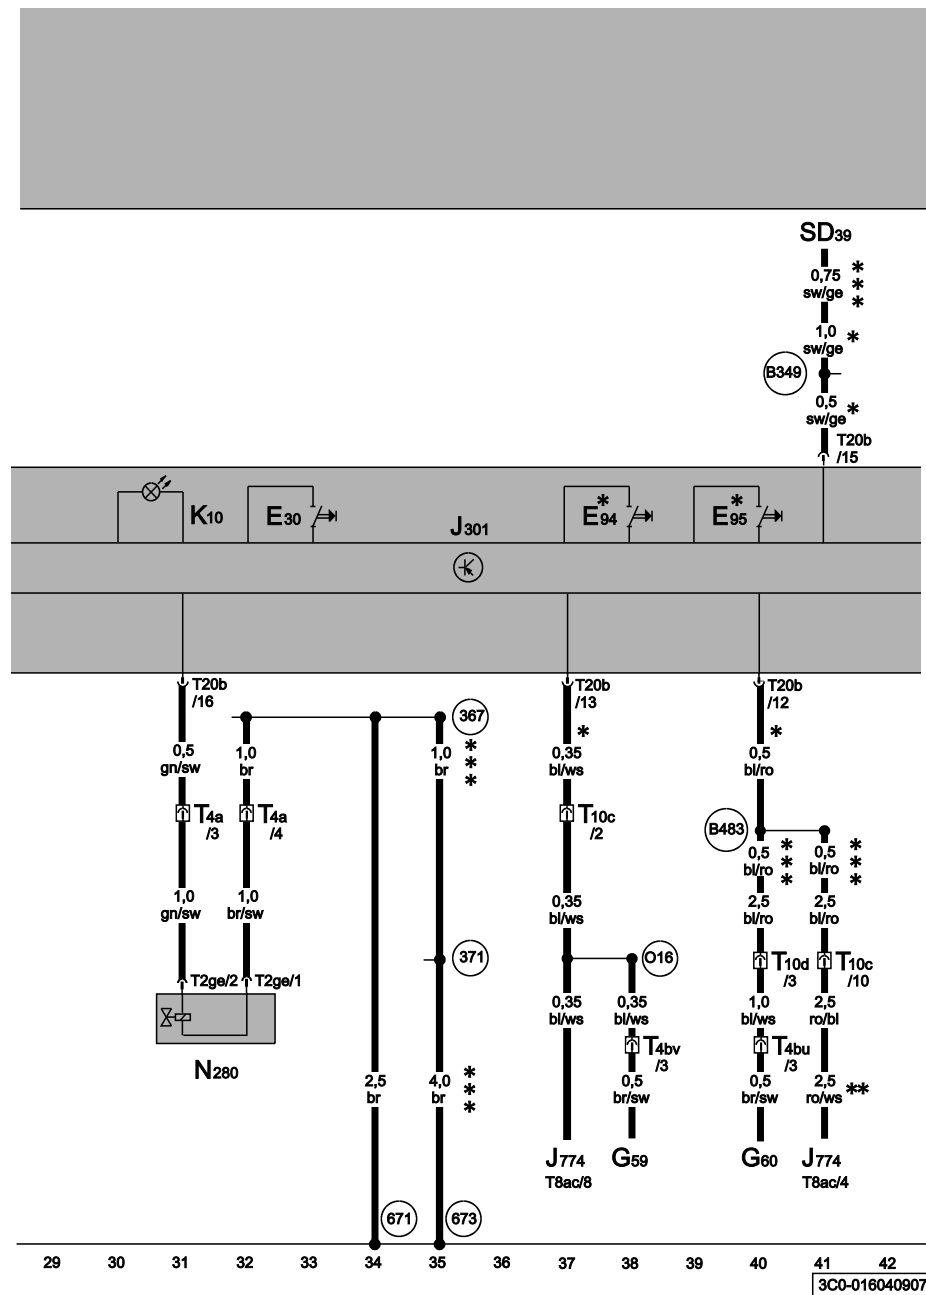 SD39
0,75
sw/ge
*
*
*
1,0
sw/ge
*
B349
0,5
sw/ge
*
T20b
/15
K10
E30
J301
*
E94
*
E95
T20b
/16
T20b
/13
T20b
/12
367
*
*
*
*
*
0,5
gn/sw
1,0
br
1,0
br
0,35
bl/ws
0,5
bl/ro
T4a
/3
T4a
/4
T10c
/2
B483
0,5
bl/ro
*
*
*
0,5
bl/ro
*
*
*
1,0
gn/sw
1,0
br/sw
0,35
bl/ws
2,5
bl/ro
2,5
bl/ro
371
O16
T10d
/3
T10c
/10
T2ge/2
T2ge/1
0,35
bl/ws
0,35
bl/ws
1,0
bl/ws
2,5
ro/bl
T4bv
/3
T4bu
/3
N280
2,5
br
4,0
br
*
*
*
0,5
br/sw
0,5
br/sw
2,5
ro/ws
**
J774
T8ac/8
G59
G60
J774
T8ac/4
671
673
29 30 31 32 33 34 35 36 37 38 39 40 41 42
3C0-016040907